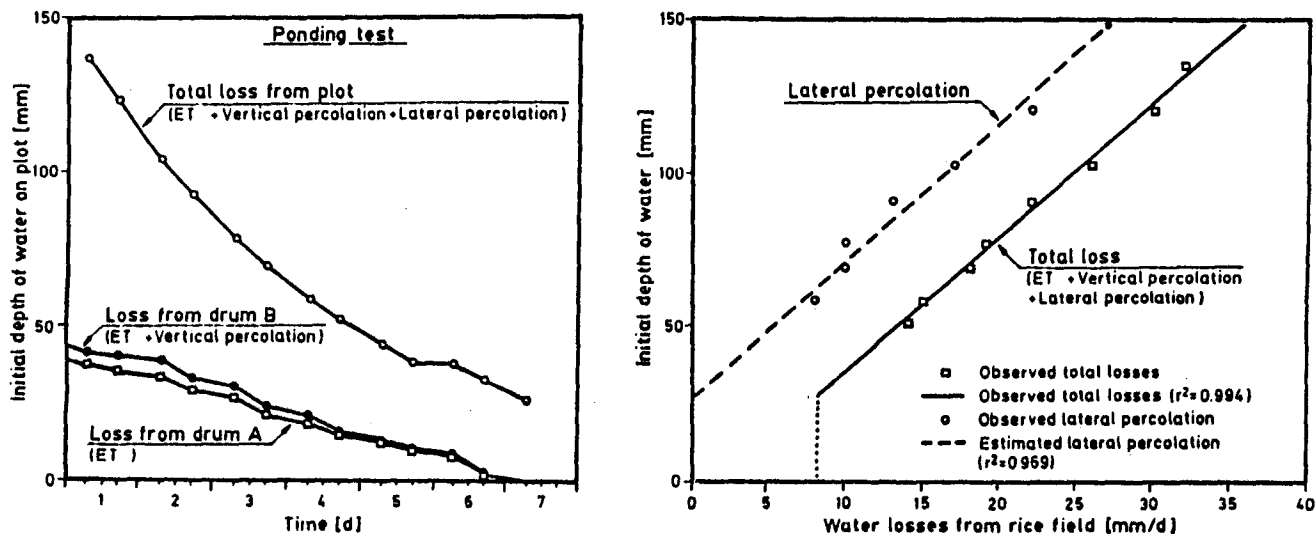 150
100
50
0
Initial depth of water on plot [mm]
Ponding test
Total loss from plot
(ET +Vertical percolation+Lateral percolation)
Loss from drum B
(ET +Vertical percolation)
Loss from drum A
(ET )
1 2 3 4 5 6 7
Time [d]
150
100
50
0
Initial depth of water [mm]
Lateral percolation
Total loss
(ET +Vertical percolation
+Lateral percolation)
Observed total losses
Observed total losses (r²=0.994)
Observed lateral percolation
Estimated lateral percolation
(r²=0.969)
0 5 10 15 20 25 30 35 40
Water losses from rice field [mm/d]